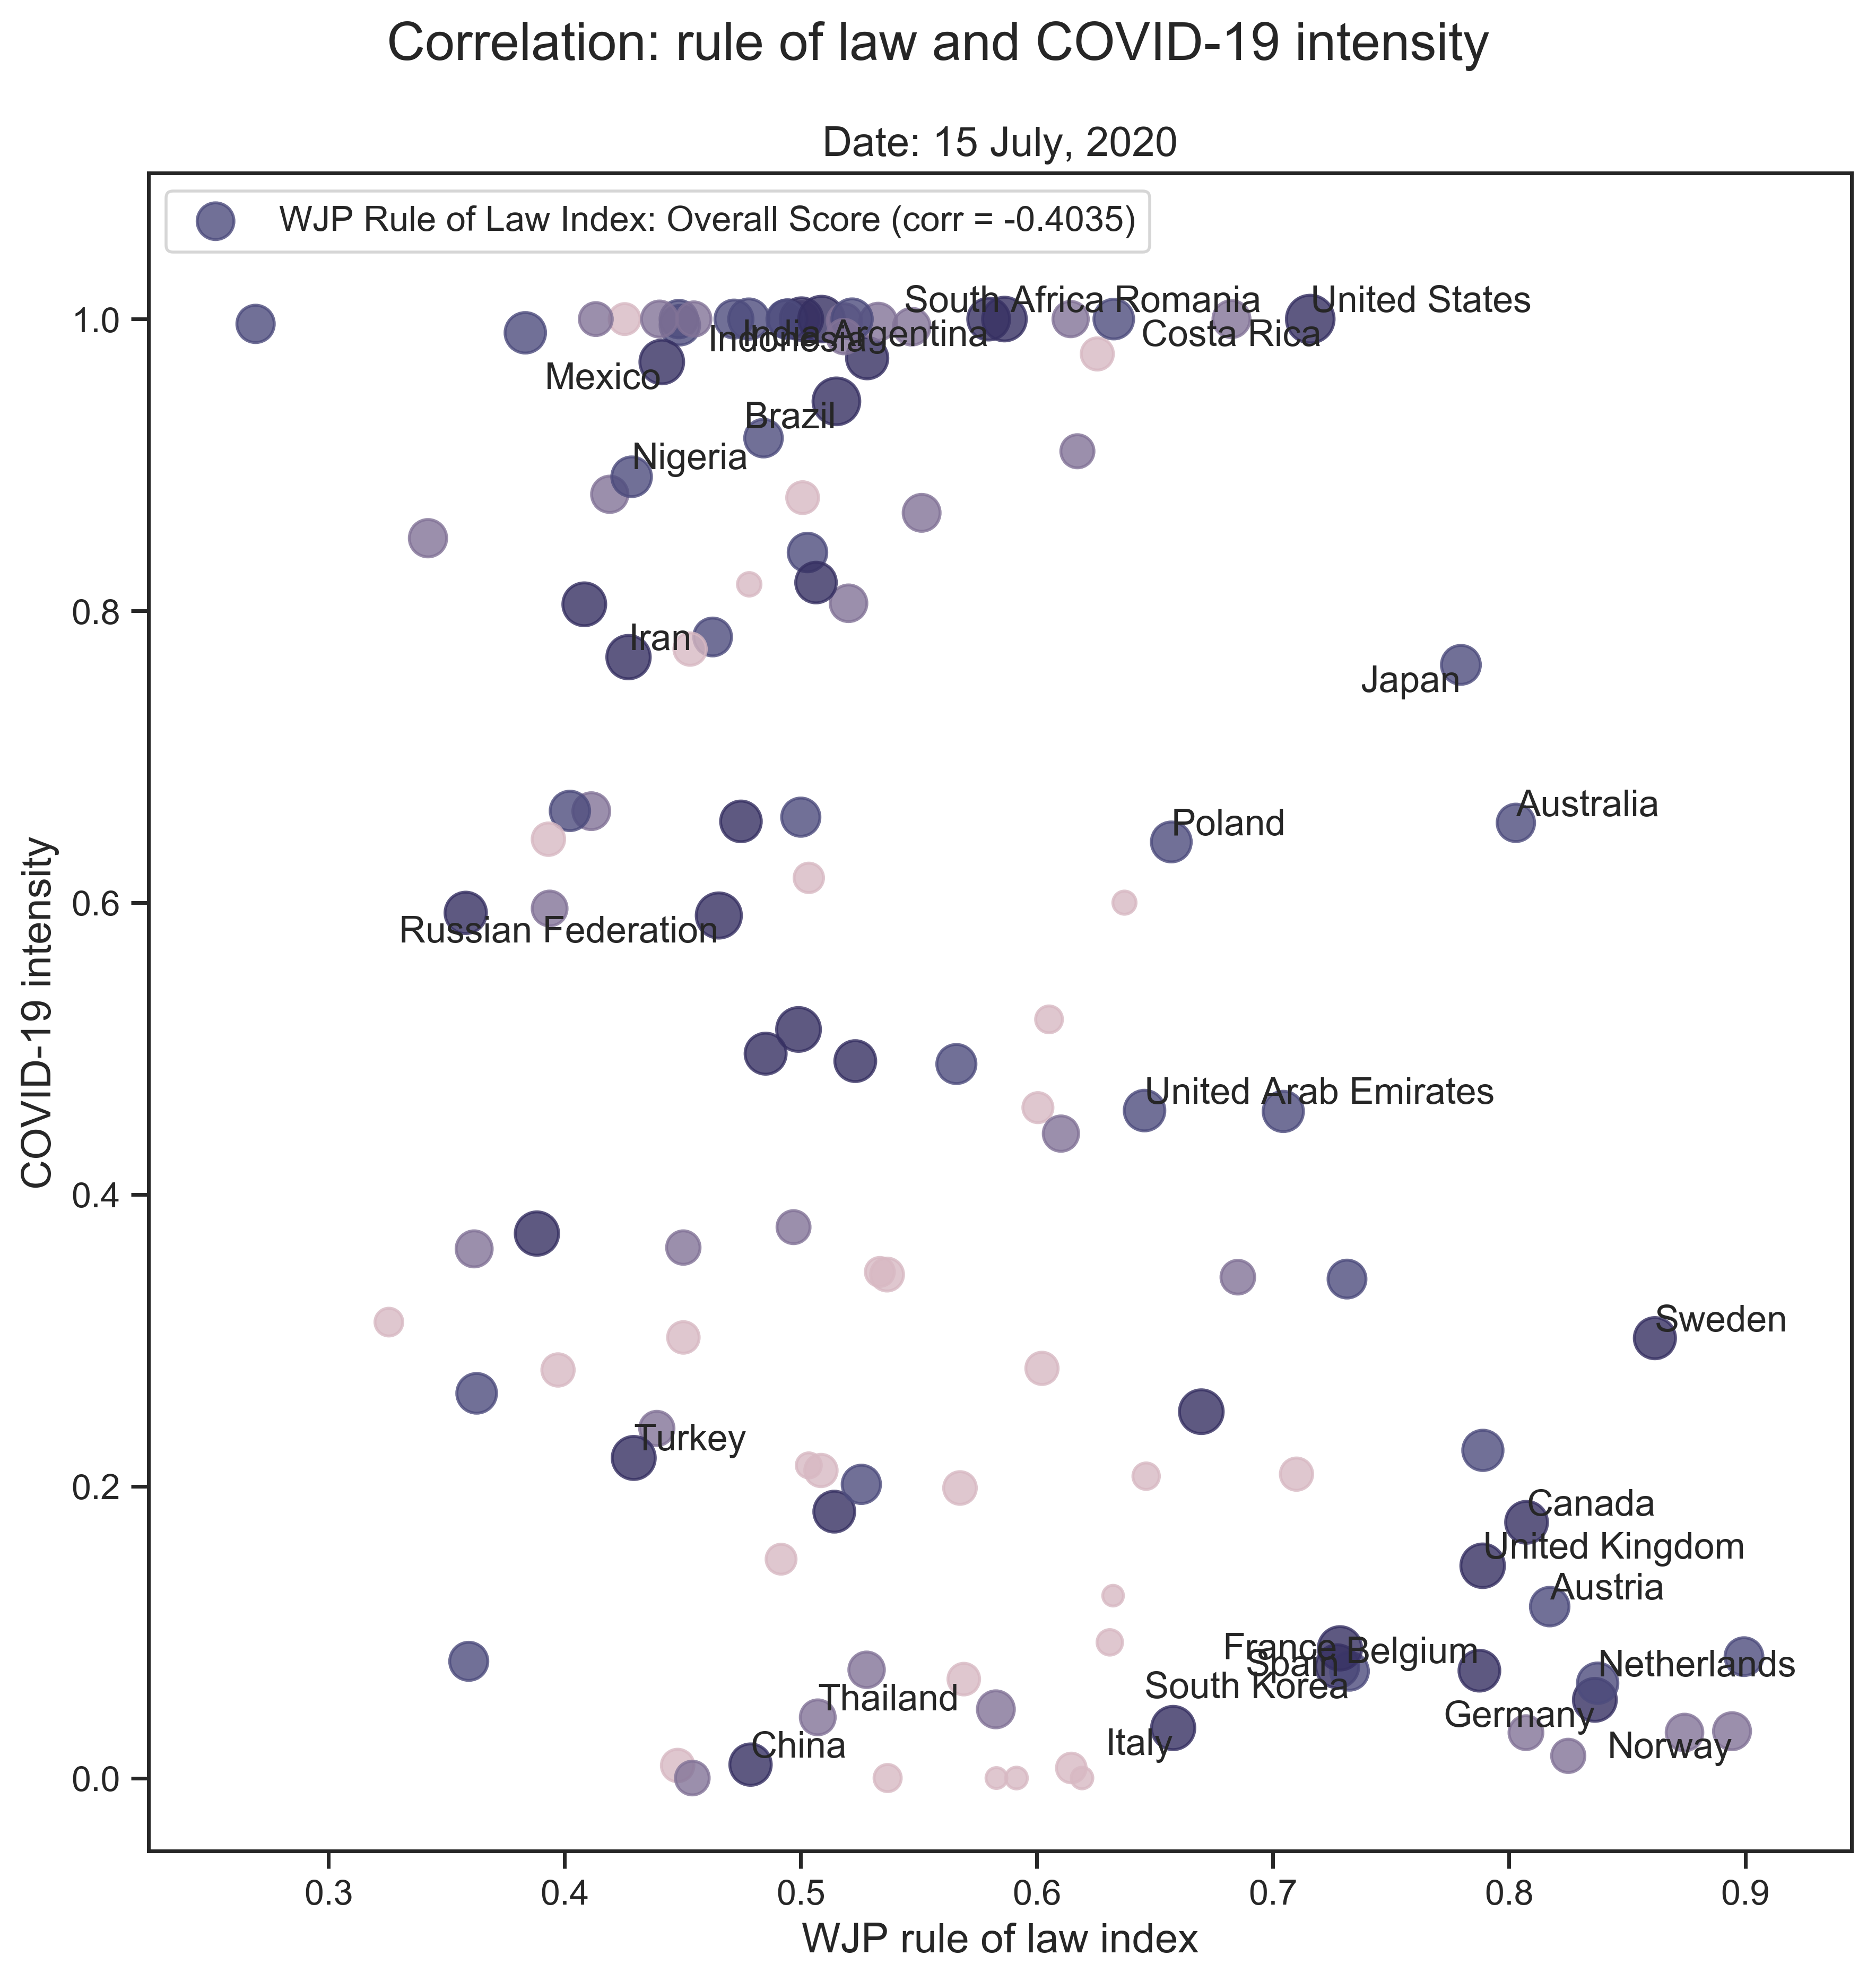 Correlation: rule of law and COVID-19 intensity
Date: 15 July, 2020
WJP Rule of Law Index: Overall Score (corr = -0.4035)
South Africa Romania United States
1.0
India Argentina Costa Rica
Indonesia
Mexico
Brazil
Nigeria
0.8
Iran
Japan
Australia
Poland
0.6
Russian Federation
COVID-19 intensity
United Arab Emirates
0.4
Sweden
Turkey
0.2
Canada
United Kingdom
Austria
France Belgium
Spain Netherlands
South Korea
Thailand
Germany
China Italy Norway
0.0
0.3 0.4 0.5 0.6 0.7 0.8 0.9
WJP rule of law index